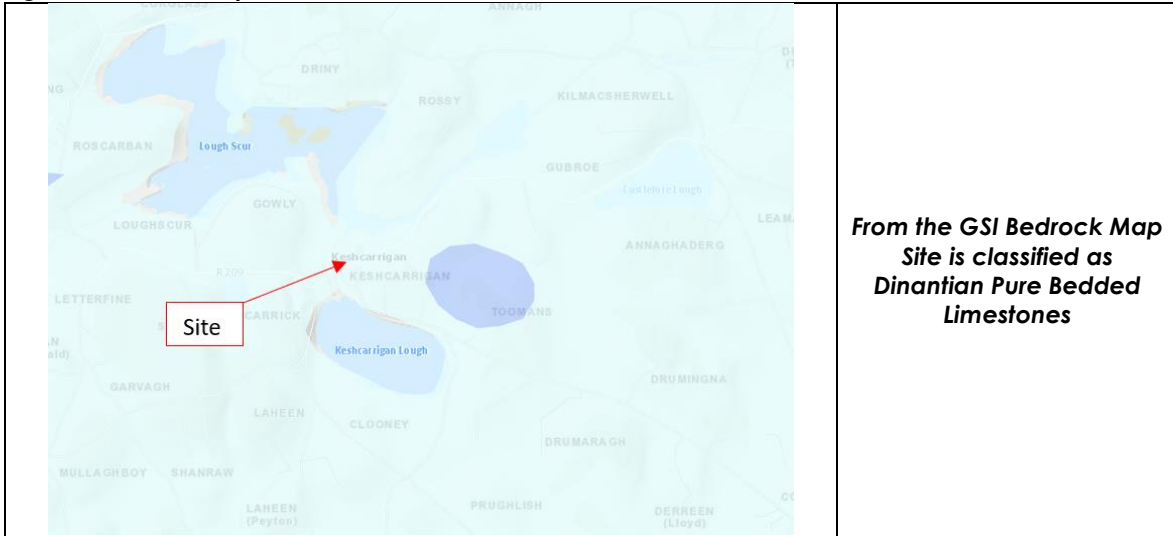 ANNAGH
DRINY
ROSSY
KILMACSHERWELL
ROSCARBAN
Lough Scur
GUBROE
Castlefore Lough
GOWLY
LOUGHSCUR
LEAM
ANNAGHADERG
Keshcarrigan
R209
KESHCARRIGAN
LETTERFINE
TOOMANS
CARRICK
Site
Keshcarrigan Lough
DRUMINGNA
GARVAGH
LAHEEN
CLOONEY
DRUMARAGH
MULLAGHBOY
SHANRAW
PRUGHLISH
LAHEEN
(Peyton)
DERREEN
(Lloyd)
From the GSI Bedrock Map
Site is classified as
Dinantian Pure Bedded
Limestones